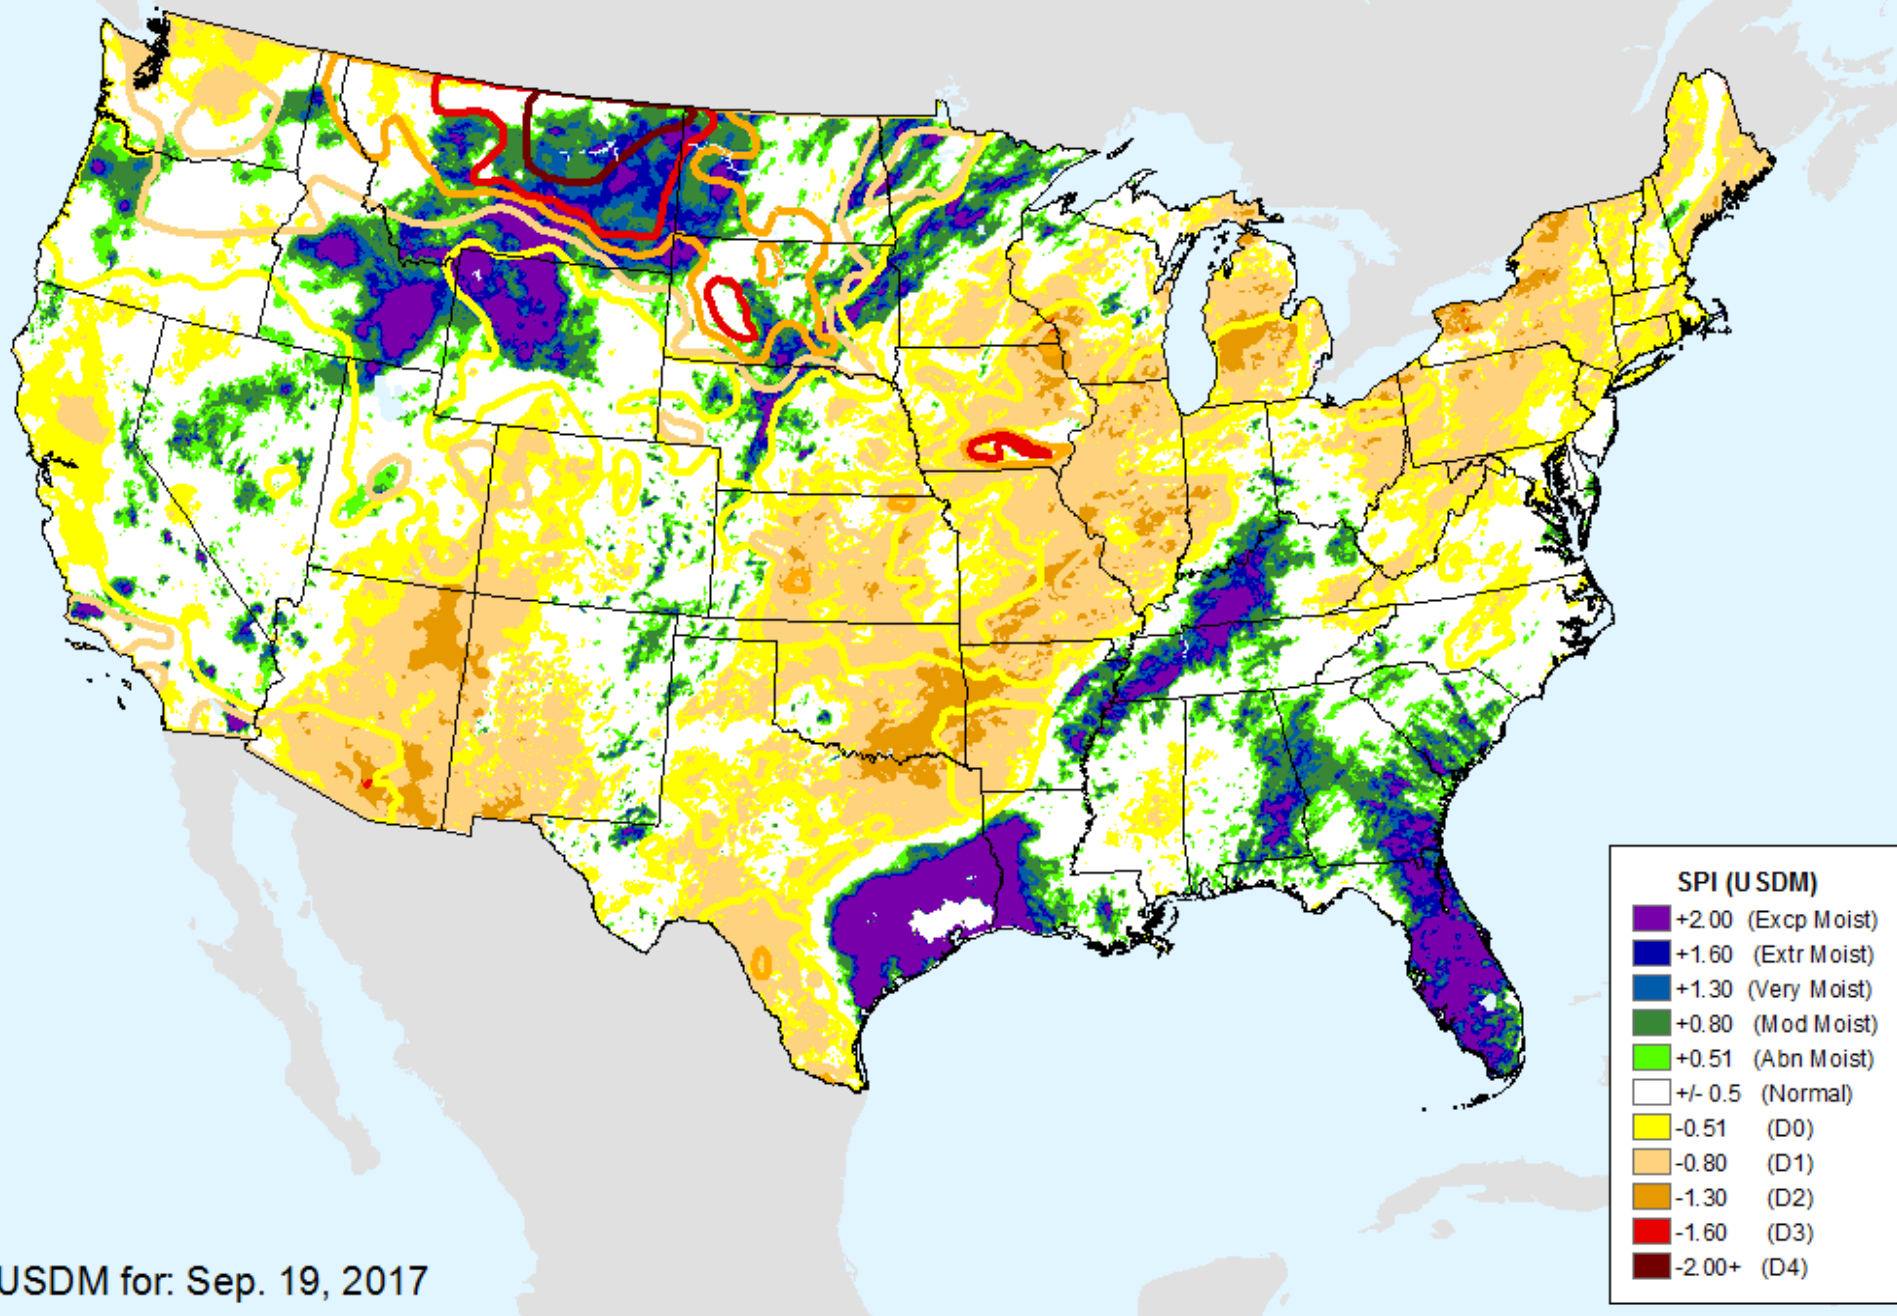 SPI (USDM)
+2.00 (Excp Moist)
+1.60 (Extr Moist)
+1.30 (Very Moist)
+0.80 (Mod Moist)
+0.51 (Abn Moist)
+/- 0.5 (Normal)
-0.51 (D0)
-0.80 (D1)
-1.30 (D2)
-1.60 (D3)
-2.00+ (D4)
USDM for: Sep. 19, 2017